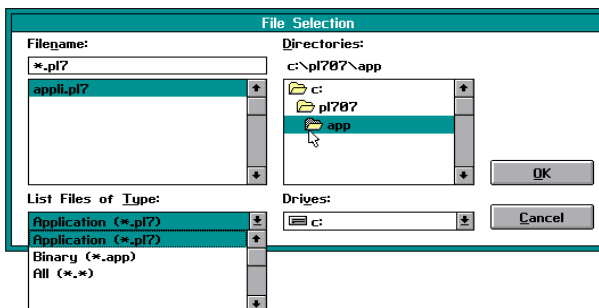 File Selection
Filename:
*.pl7
appli.pl7
Directories:
c:\pl707\app
c:
pl707
app
OK
Cancel
List Files of Type:
Application (*.pl7)
Application (*.pl7)
Binary (*.app)
All (*.*)
Drives:
c: